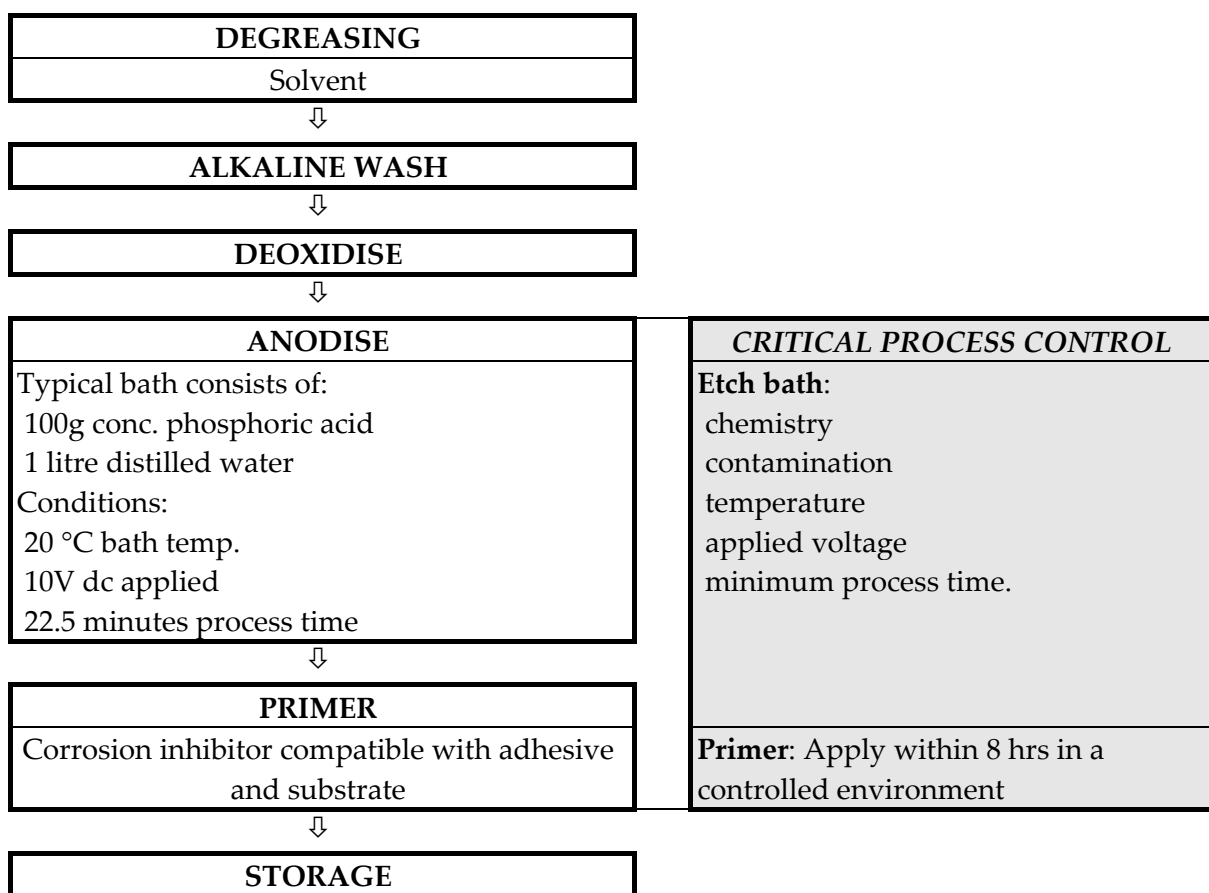 DEGREASING
Solvent
⇩
ALKALINE WASH
⇩
DEOXIDISE
⇩
ANODISE
Typical bath consists of:
100g conc. phosphoric acid
1 litre distilled water
Conditions:
20 °C bath temp.
10V dc applied
22.5 minutes process time
CRITICAL PROCESS CONTROL
Etch bath:
chemistry
contamination
temperature
applied voltage
minimum process time.
⇩
PRIMER
Corrosion inhibitor compatible with adhesive
and substrate
Primer: Apply within 8 hrs in a
controlled environment
⇩
STORAGE